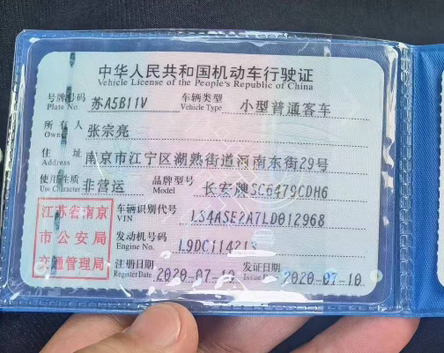 中华人民共和国机动车行驶证
Vehicle License of the People's Republic of China
号牌号码 Plate No. 苏A5B11V 车辆类型 Vehicle Type 小型普通客车
所有人 Owner 张宗亮
住址 Address 南京市江宁区湖熟街道河南东街29号
使用性质 Use Character 非营运 品牌型号 Model 长安牌SC6479CDH6
江苏省南京 车辆识别代号 VIN LS4ASE2A7LD012968
市公安局 发动机号码 Engine No. L9DC114213
交通管理局 注册日期 Register Date 2020-07-10 发证日期 Issue 2020-07-10